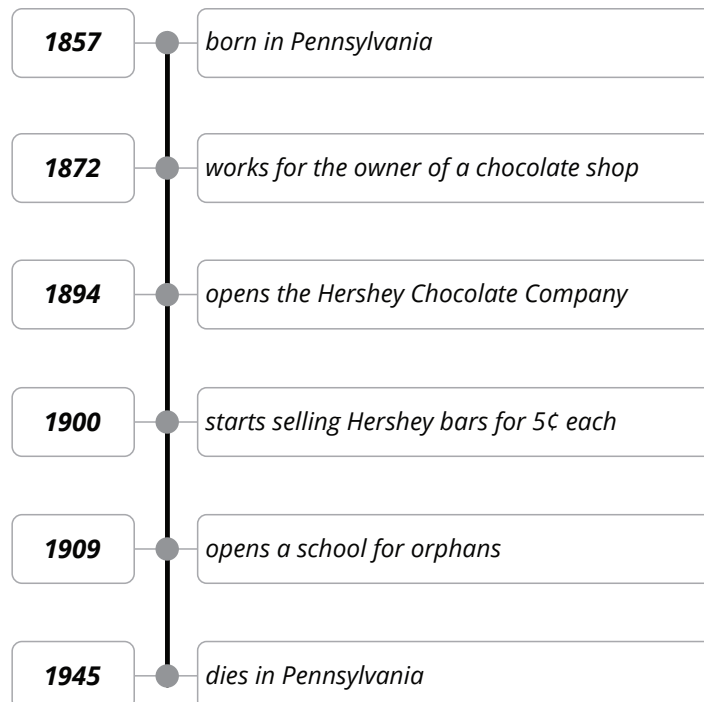 1857 born in Pennsylvania
1872 works for the owner of a chocolate shop
1894 opens the Hershey Chocolate Company
1900 starts selling Hershey bars for 5¢ each
1909 opens a school for orphans
1945 dies in Pennsylvania